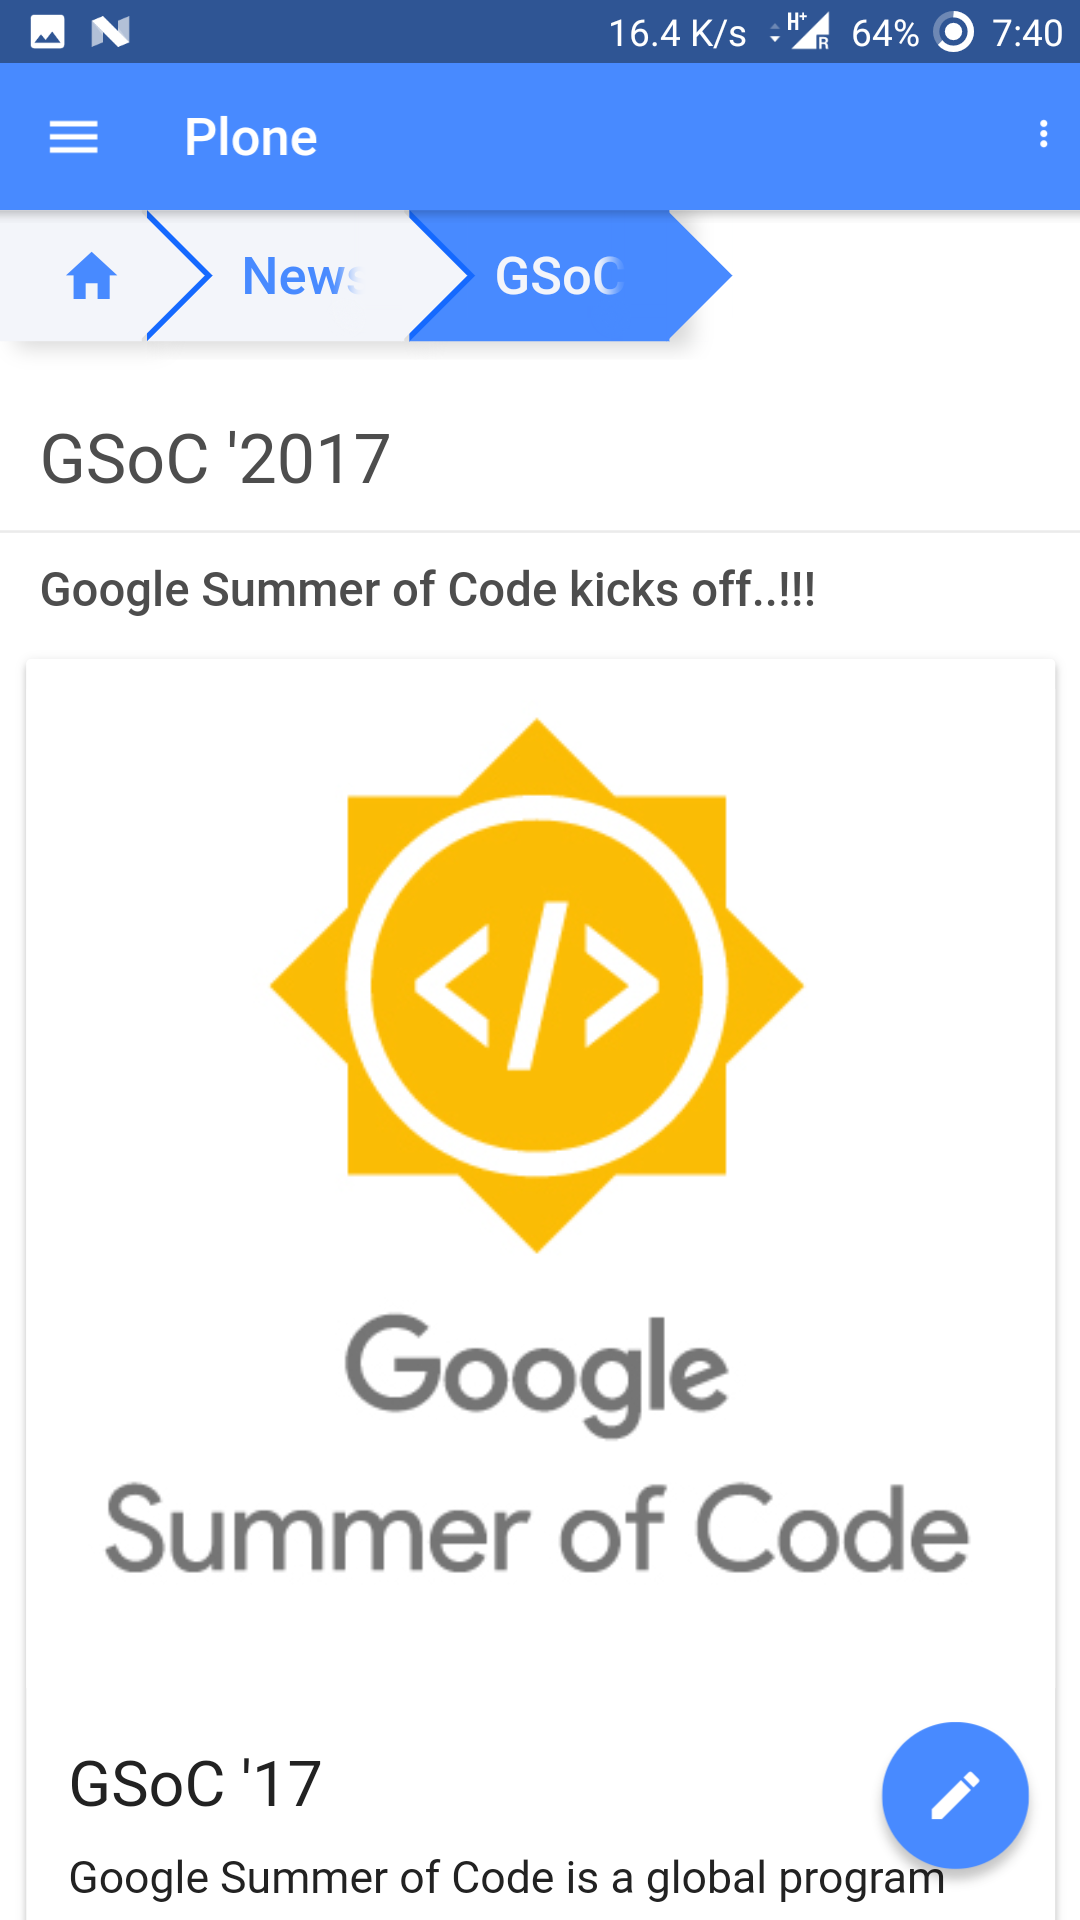 16.4 K/s H+ R 64% 7:40
Plone
News GSoC
GSoC '2017
Google Summer of Code kicks off..!!!
</>
Google
Summer of Code
GSoC '17
Google Summer of Code is a global program